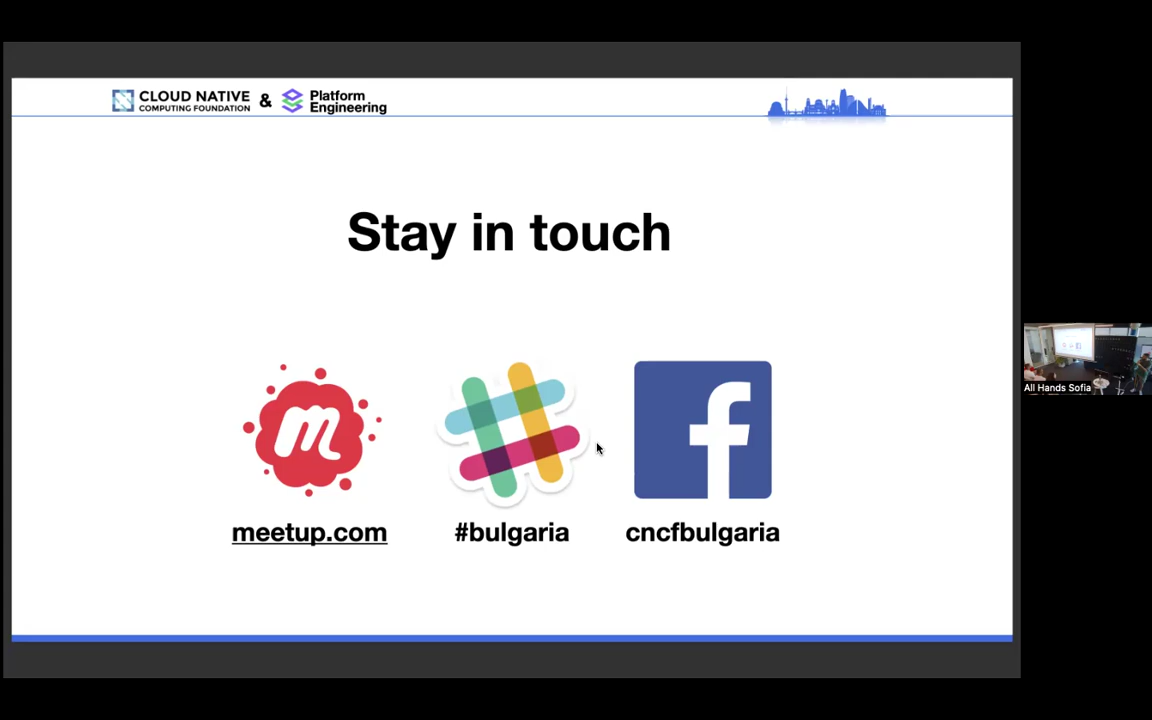 CLOUD NATIVE
COMPUTING FOUNDATION
&
Platform
Engineering
Stay in touch
meetup.com
#bulgaria
cncfbulgaria
All Hands Sofia